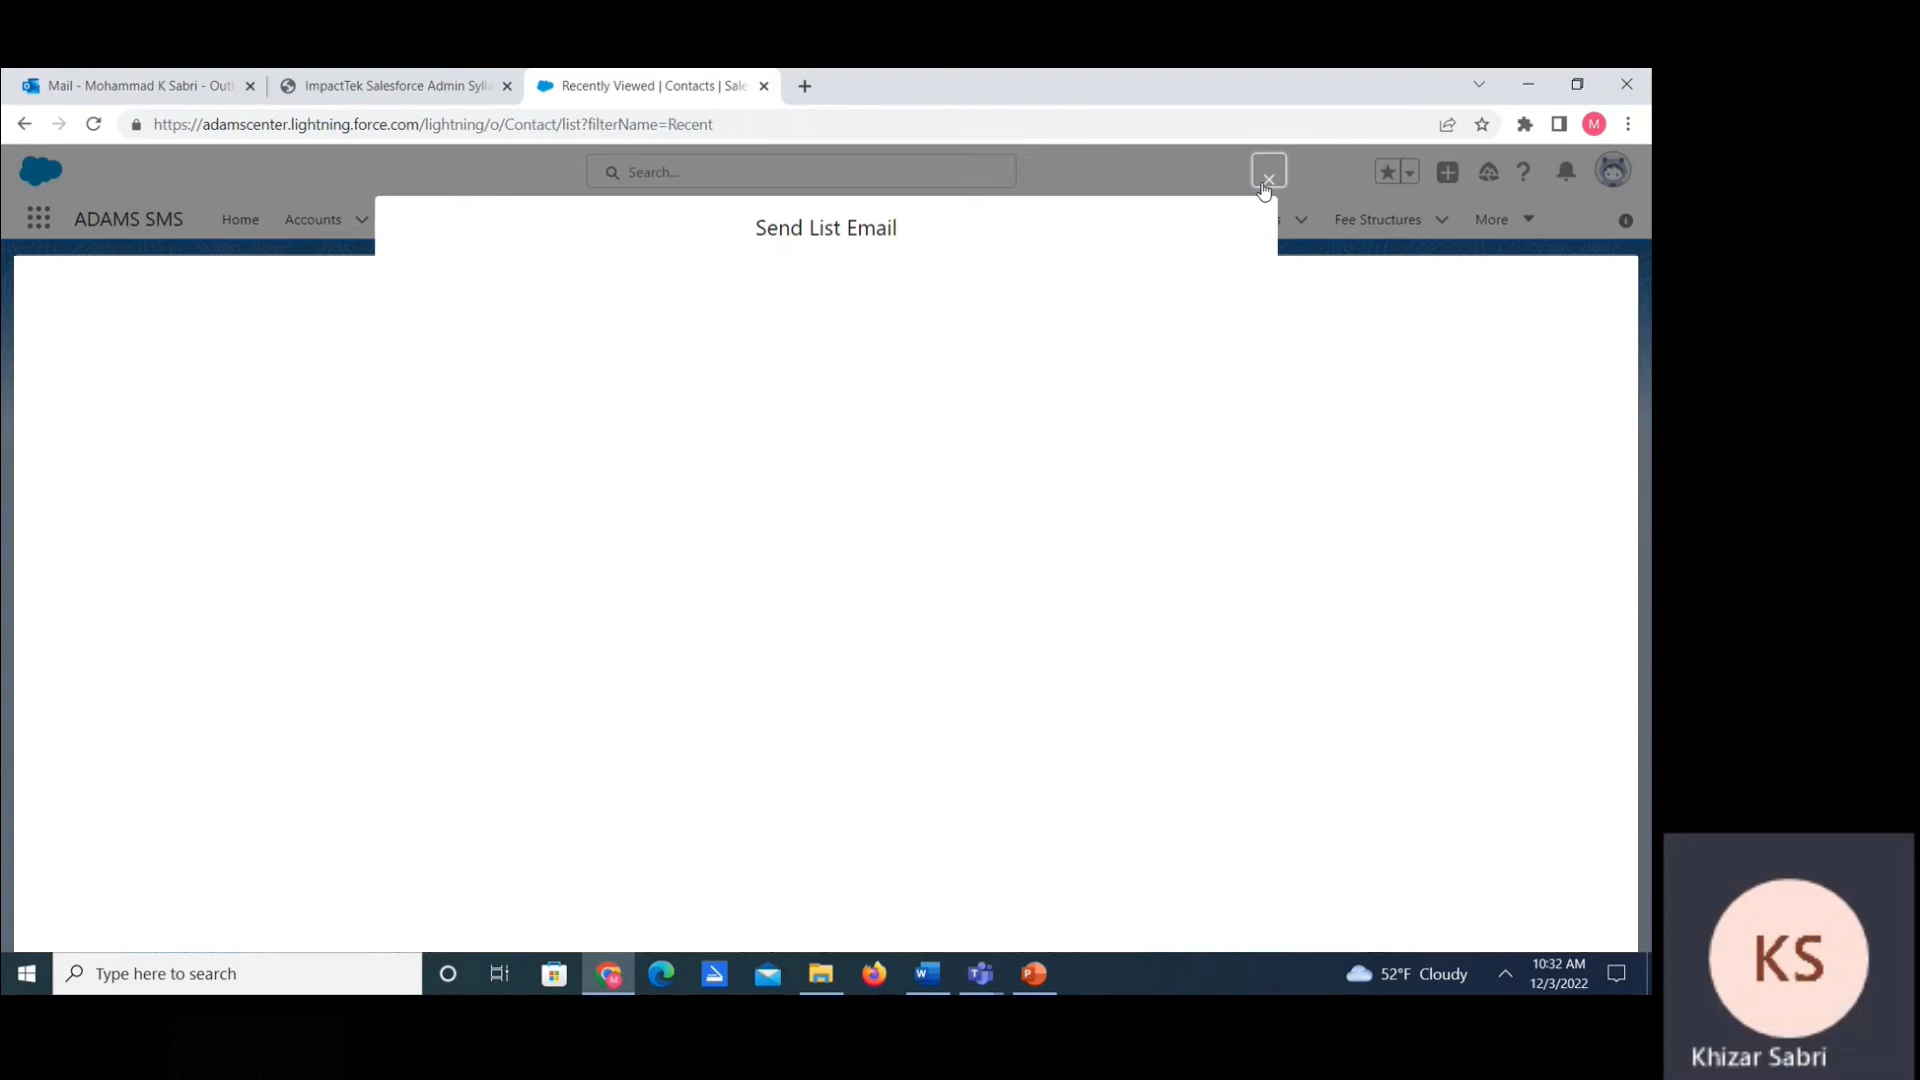 Mail - Mohammad K Sabri - Outl
ImpactTek Salesforce Admin Sylla
Recently Viewed | Contacts | Sale
https://adamscenter.lightning.force.com/lightning/o/Contact/list?filterName=Recent
M
Search...
ADAMS SMS
Home
Accounts
s
Fee Structures
More
Send List Email
Type here to search
52°F Cloudy
10:32 AM
12/3/2022
KS
Khizar Sabri